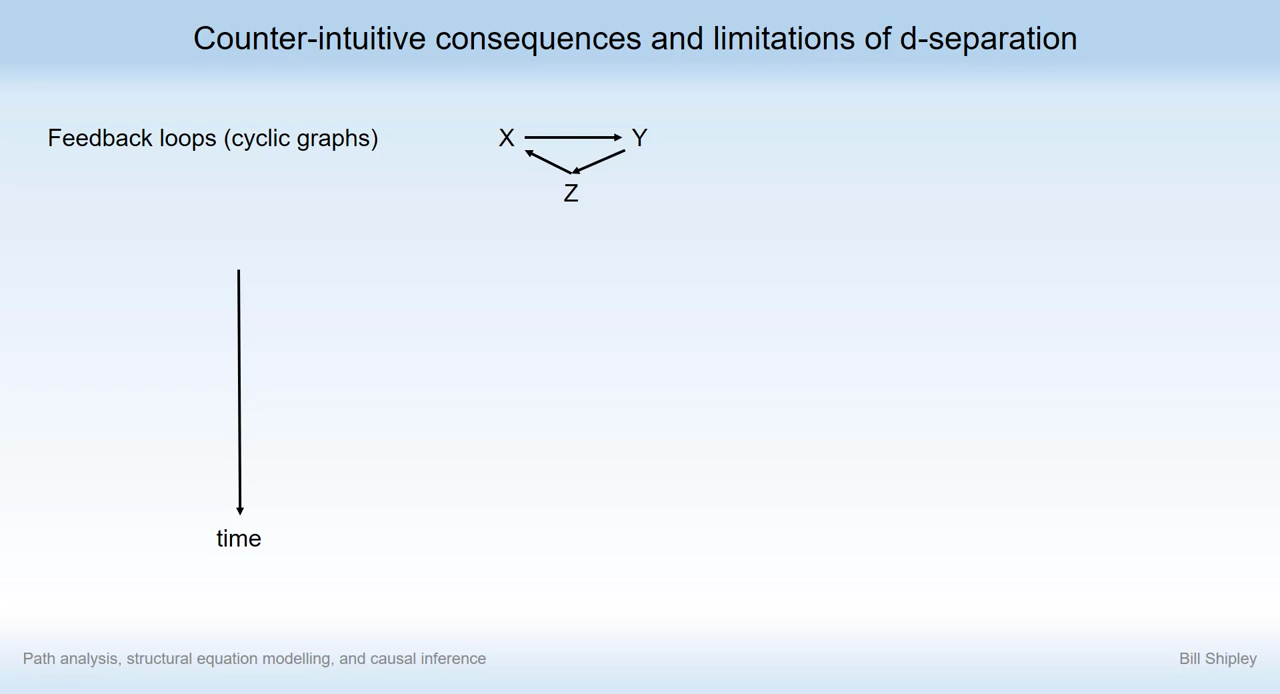 Counter-intuitive consequences and limitations of d-separation
Feedback loops (cyclic graphs)
X Y
Z
time
Path analysis, structural equation modelling, and causal inference
Bill Shipley